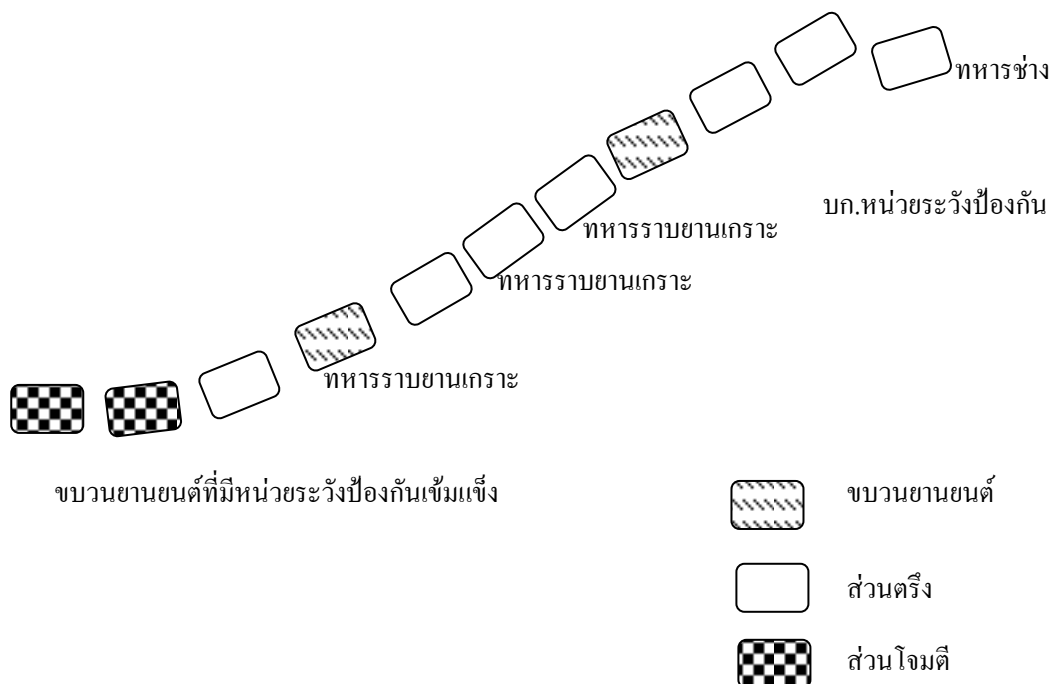 ทหารช่าง
บก.หน่วยระวังป้องกัน
ทหารราบยานเกราะ
ทหารราบยานเกราะ
ทหารราบยานเกราะ
ขบวนยานยนต์ที่มีหน่วยระวังป้องกันเข้มแข็ง
ขบวนยานยนต์
ส่วนตรึง
ส่วนโจมตี